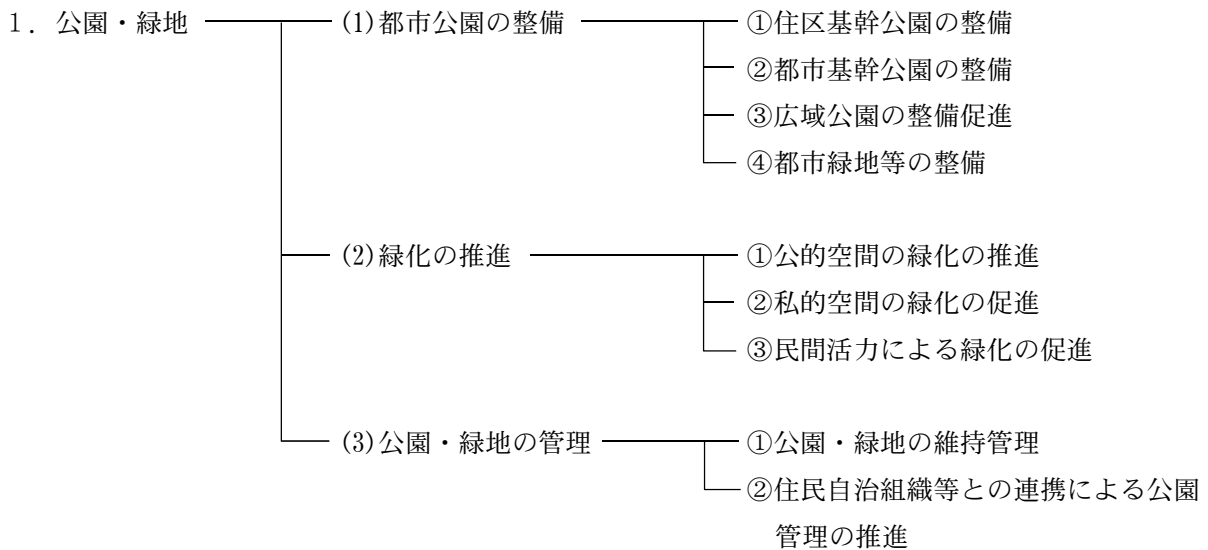 １．公園・緑地 (1)都市公園の整備 ①住区基幹公園の整備
②都市基幹公園の整備
③広域公園の整備促進
④都市緑地等の整備
(2)緑化の推進 ①公的空間の緑化の推進
②私的空間の緑化の促進
③民間活力による緑化の促進
(3)公園・緑地の管理 ①公園・緑地の維持管理
②住民自治組織等との連携による公園
管理の推進